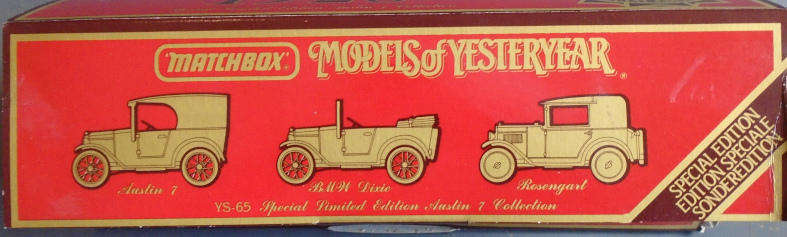 MATCHBOX
MODELS of YESTERYEAR ®
Austin 7
BMW Dixie
Rosengart
YS-65 Special Limited Edition Austin 7 Collection
SPECIAL EDITION
EDITION SPECIALE
SONDEREDITION